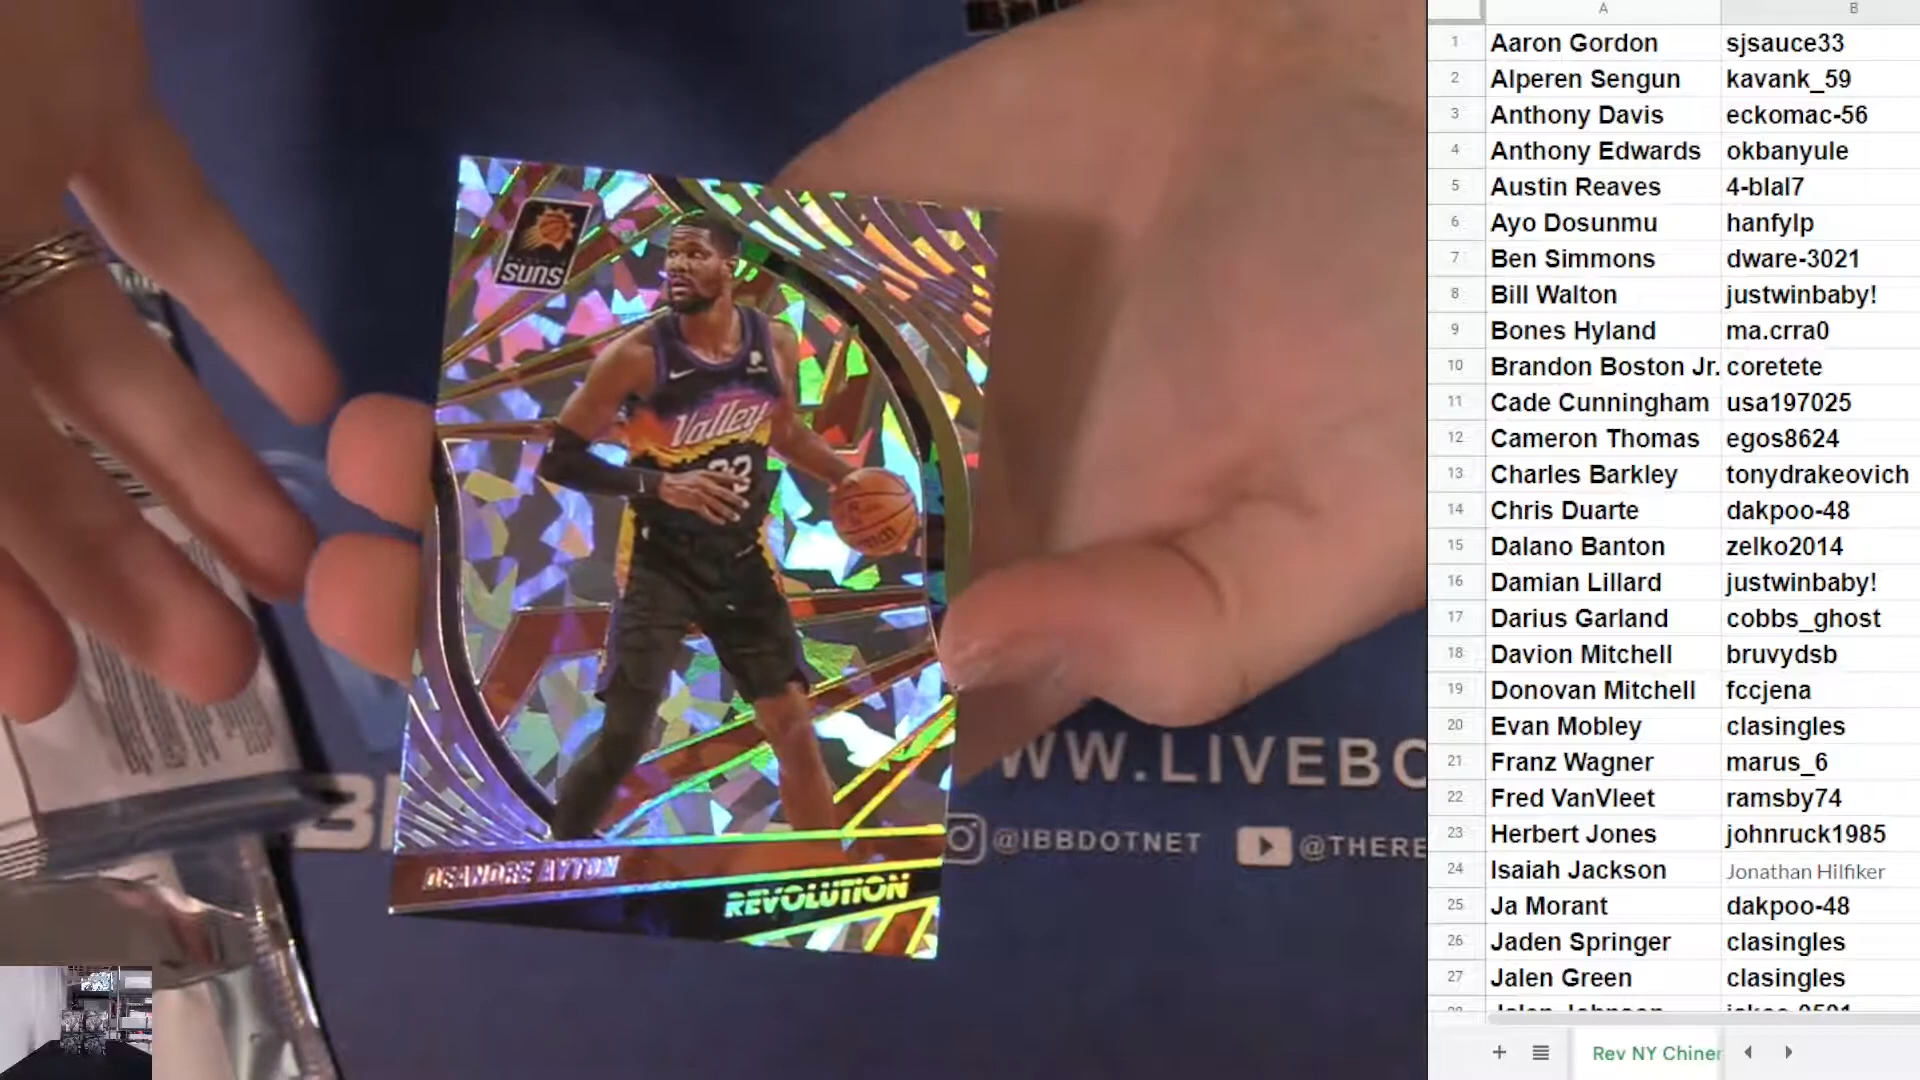 SUNS
Valley
DEANDRE AYTON
REVOLUTION
WW.LIVEBO
@IBBDOTNET
@THERE
A B
1 Aaron Gordon sjsauce33
2 Alperen Sengun kavank_59
3 Anthony Davis eckomac-56
4 Anthony Edwards okbanyule
5 Austin Reaves 4-blal7
6 Ayo Dosunmu hanfylp
7 Ben Simmons dware-3021
8 Bill Walton justwinbaby!
9 Bones Hyland ma.crra0
10 Brandon Boston Jr. coretete
11 Cade Cunningham usa197025
12 Cameron Thomas egos8624
13 Charles Barkley tonydrakeovich
14 Chris Duarte dakpoo-48
15 Dalano Banton zelko2014
16 Damian Lillard justwinbaby!
17 Darius Garland cobbs_ghost
18 Davion Mitchell bruvydsb
19 Donovan Mitchell fccjena
20 Evan Mobley clasingles
21 Franz Wagner marus_6
22 Fred VanVleet ramsby74
23 Herbert Jones johnruck1985
24 Isaiah Jackson Jonathan Hilfiker
25 Ja Morant dakpoo-48
26 Jaden Springer clasingles
27 Jalen Green clasingles
Rev NY Chiner